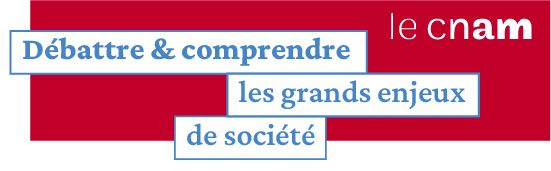 le cnam
Débattre & comprendre
les grands enjeux
de société